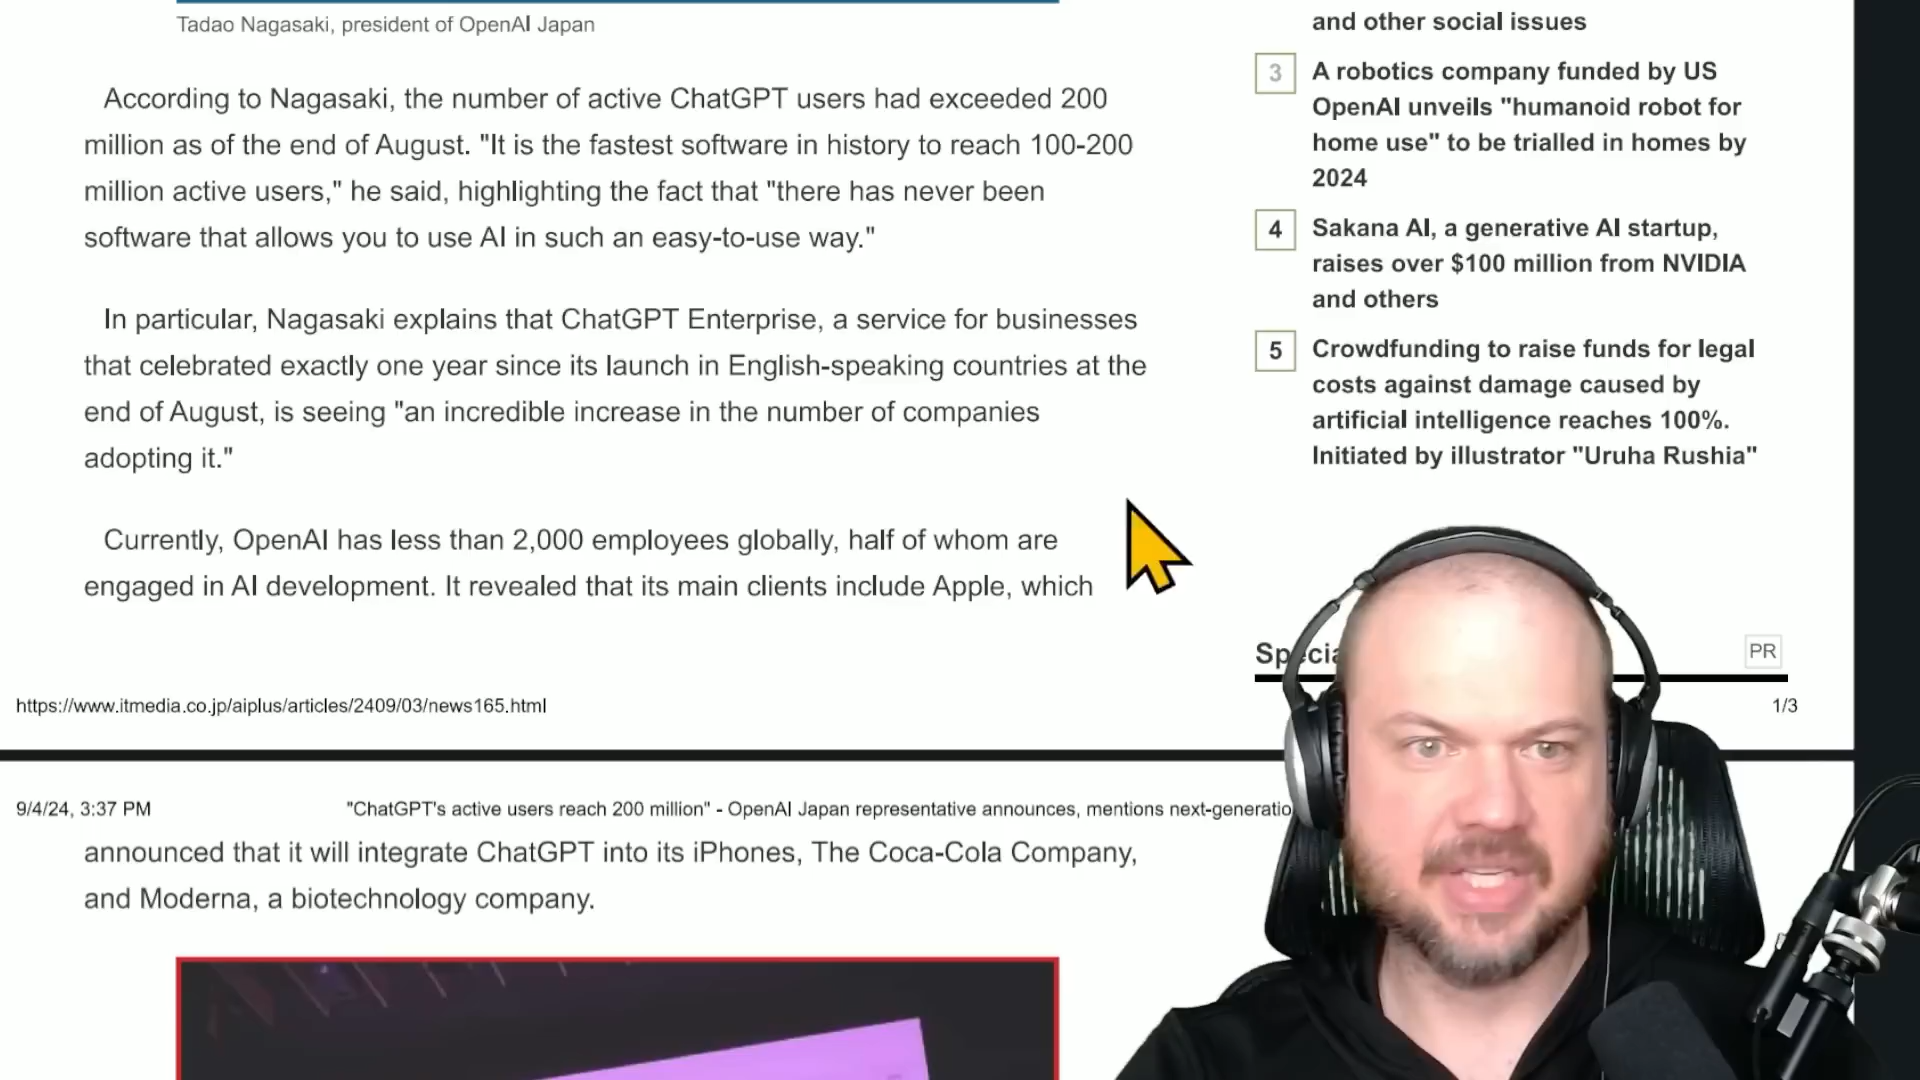 Tadao Nagasaki, president of OpenAI Japan
According to Nagasaki, the number of active ChatGPT users had exceeded 200
million as of the end of August. "It is the fastest software in history to reach 100-200
million active users," he said, highlighting the fact that "there has never been
software that allows you to use AI in such an easy-to-use way."
In particular, Nagasaki explains that ChatGPT Enterprise, a service for businesses
that celebrated exactly one year since its launch in English-speaking countries at the
end of August, is seeing "an incredible increase in the number of companies
adopting it."
Currently, OpenAI has less than 2,000 employees globally, half of whom are
engaged in AI development. It revealed that its main clients include Apple, which
and other social issues
3 A robotics company funded by US
OpenAI unveils "humanoid robot for
home use" to be trialled in homes by
2024
4 Sakana AI, a generative AI startup,
raises over $100 million from NVIDIA
and others
5 Crowdfunding to raise funds for legal
costs against damage caused by
artificial intelligence reaches 100%.
Initiated by illustrator "Uruha Rushia"
PR
https://www.itmedia.co.jp/aiplus/articles/2409/03/news165.html 1/3
9/4/24, 3:37 PM "ChatGPT's active users reach 200 million" - OpenAI Japan representative announces, mentions
announced that it will integrate ChatGPT into its iPhones, The Coca-Cola Company,
and Moderna, a biotechnology company.